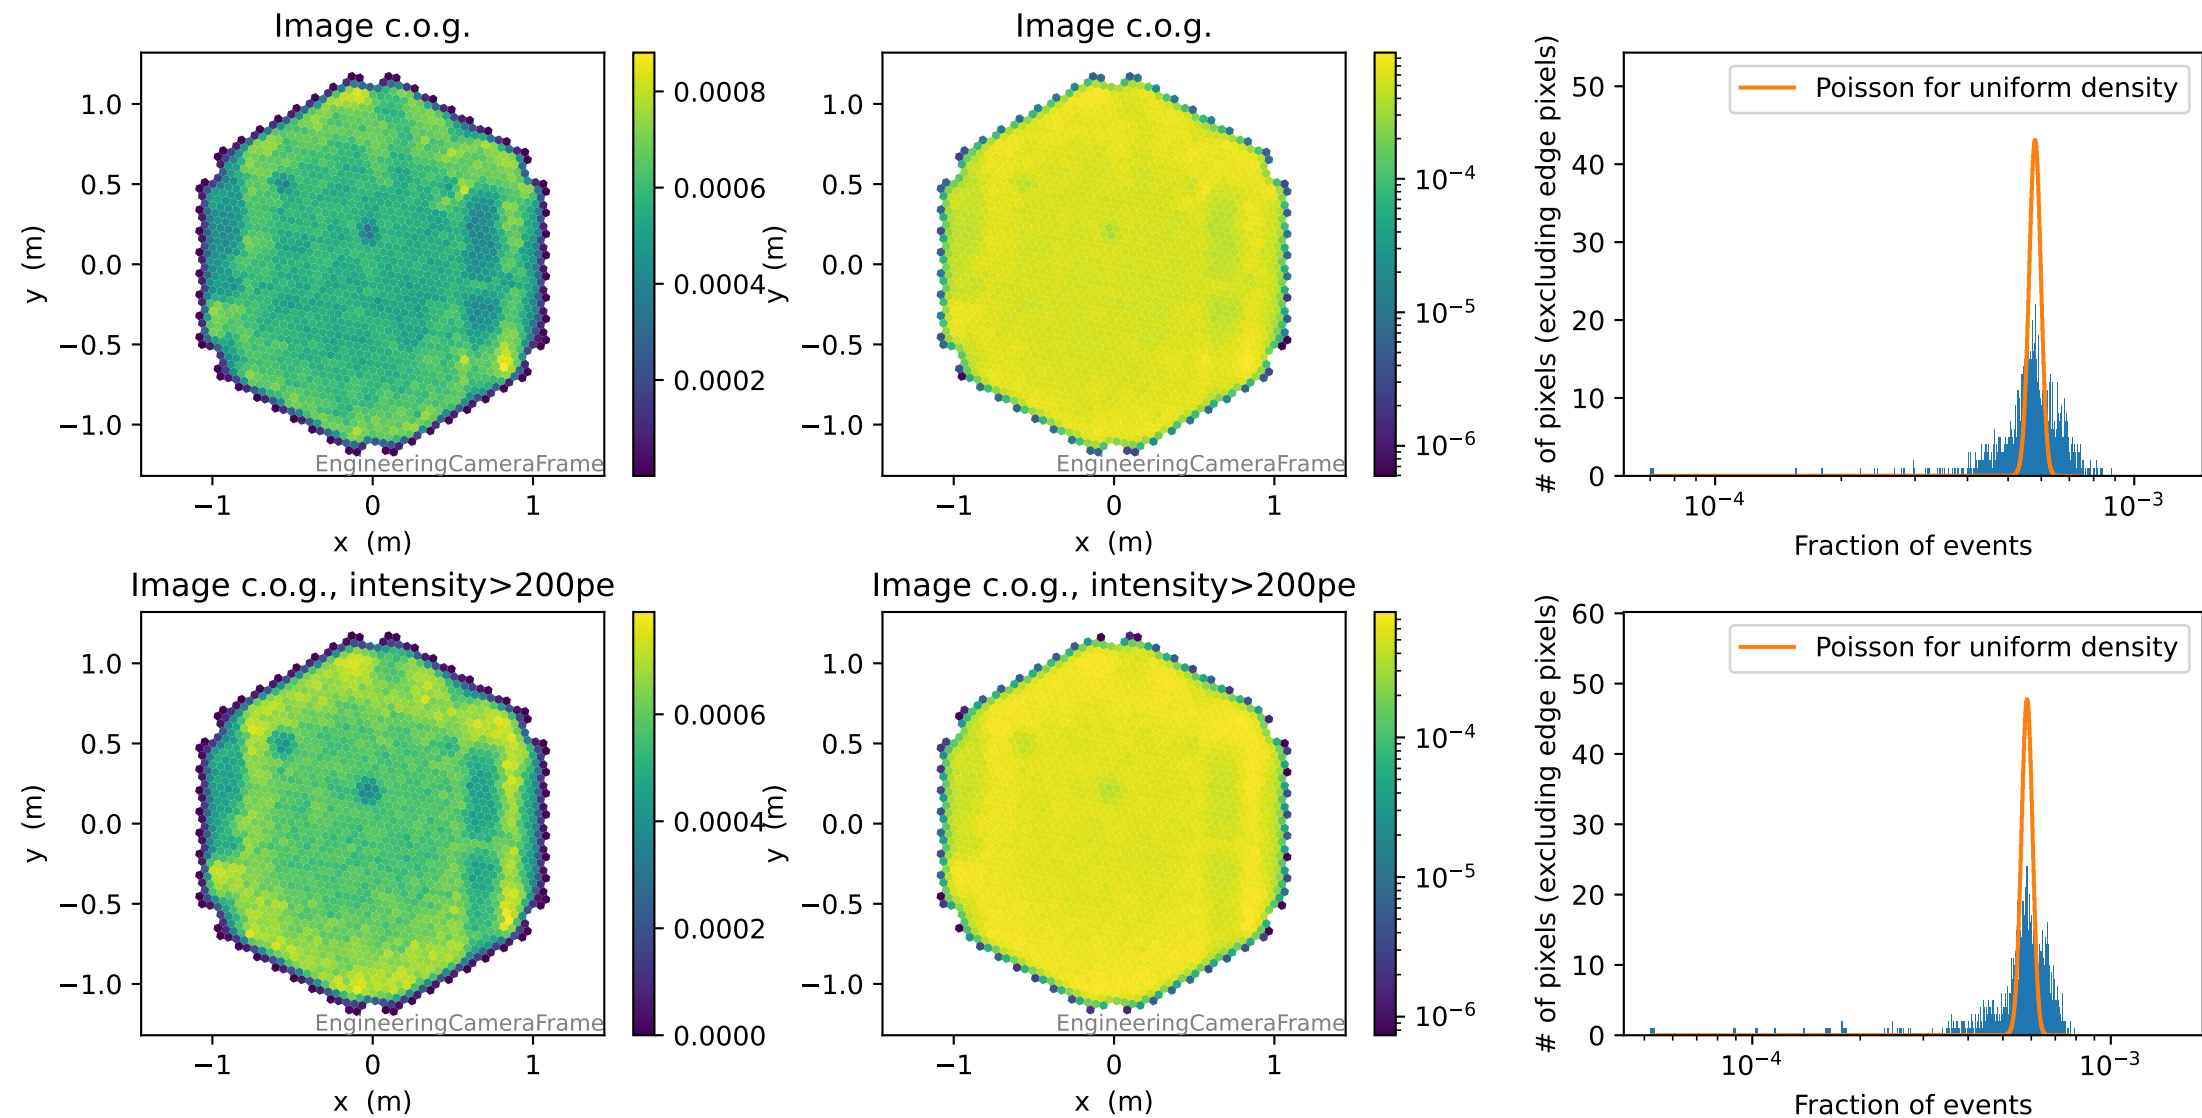 Image c.o.g.
1.0
0.5
0.0
−0.5
−1.0
y (m)
−1
0
1
x (m)
EngineeringCameraFrame
0.0008
0.0006
0.0004
0.0002
Image c.o.g.
1.0
0.5
0.0
−0.5
−1.0
y (m)
−1
0
1
x (m)
EngineeringCameraFrame
10−4
10−5
10−6
Poisson for uniform density
# of pixels (excluding edge pixels)
50
40
30
20
10
0
10−4
10−3
Fraction of events
Image c.o.g., intensity>200pe
1.0
0.5
0.0
−0.5
−1.0
y (m)
−1
0
1
x (m)
EngineeringCameraFrame
0.0006
0.0004
0.0002
0.0000
Image c.o.g., intensity>200pe
1.0
0.5
0.0
−0.5
−1.0
y (m)
−1
0
1
x (m)
EngineeringCameraFrame
10−4
10−5
10−6
Poisson for uniform density
# of pixels (excluding edge pixels)
60
50
40
30
20
10
0
10−4
10−3
Fraction of events